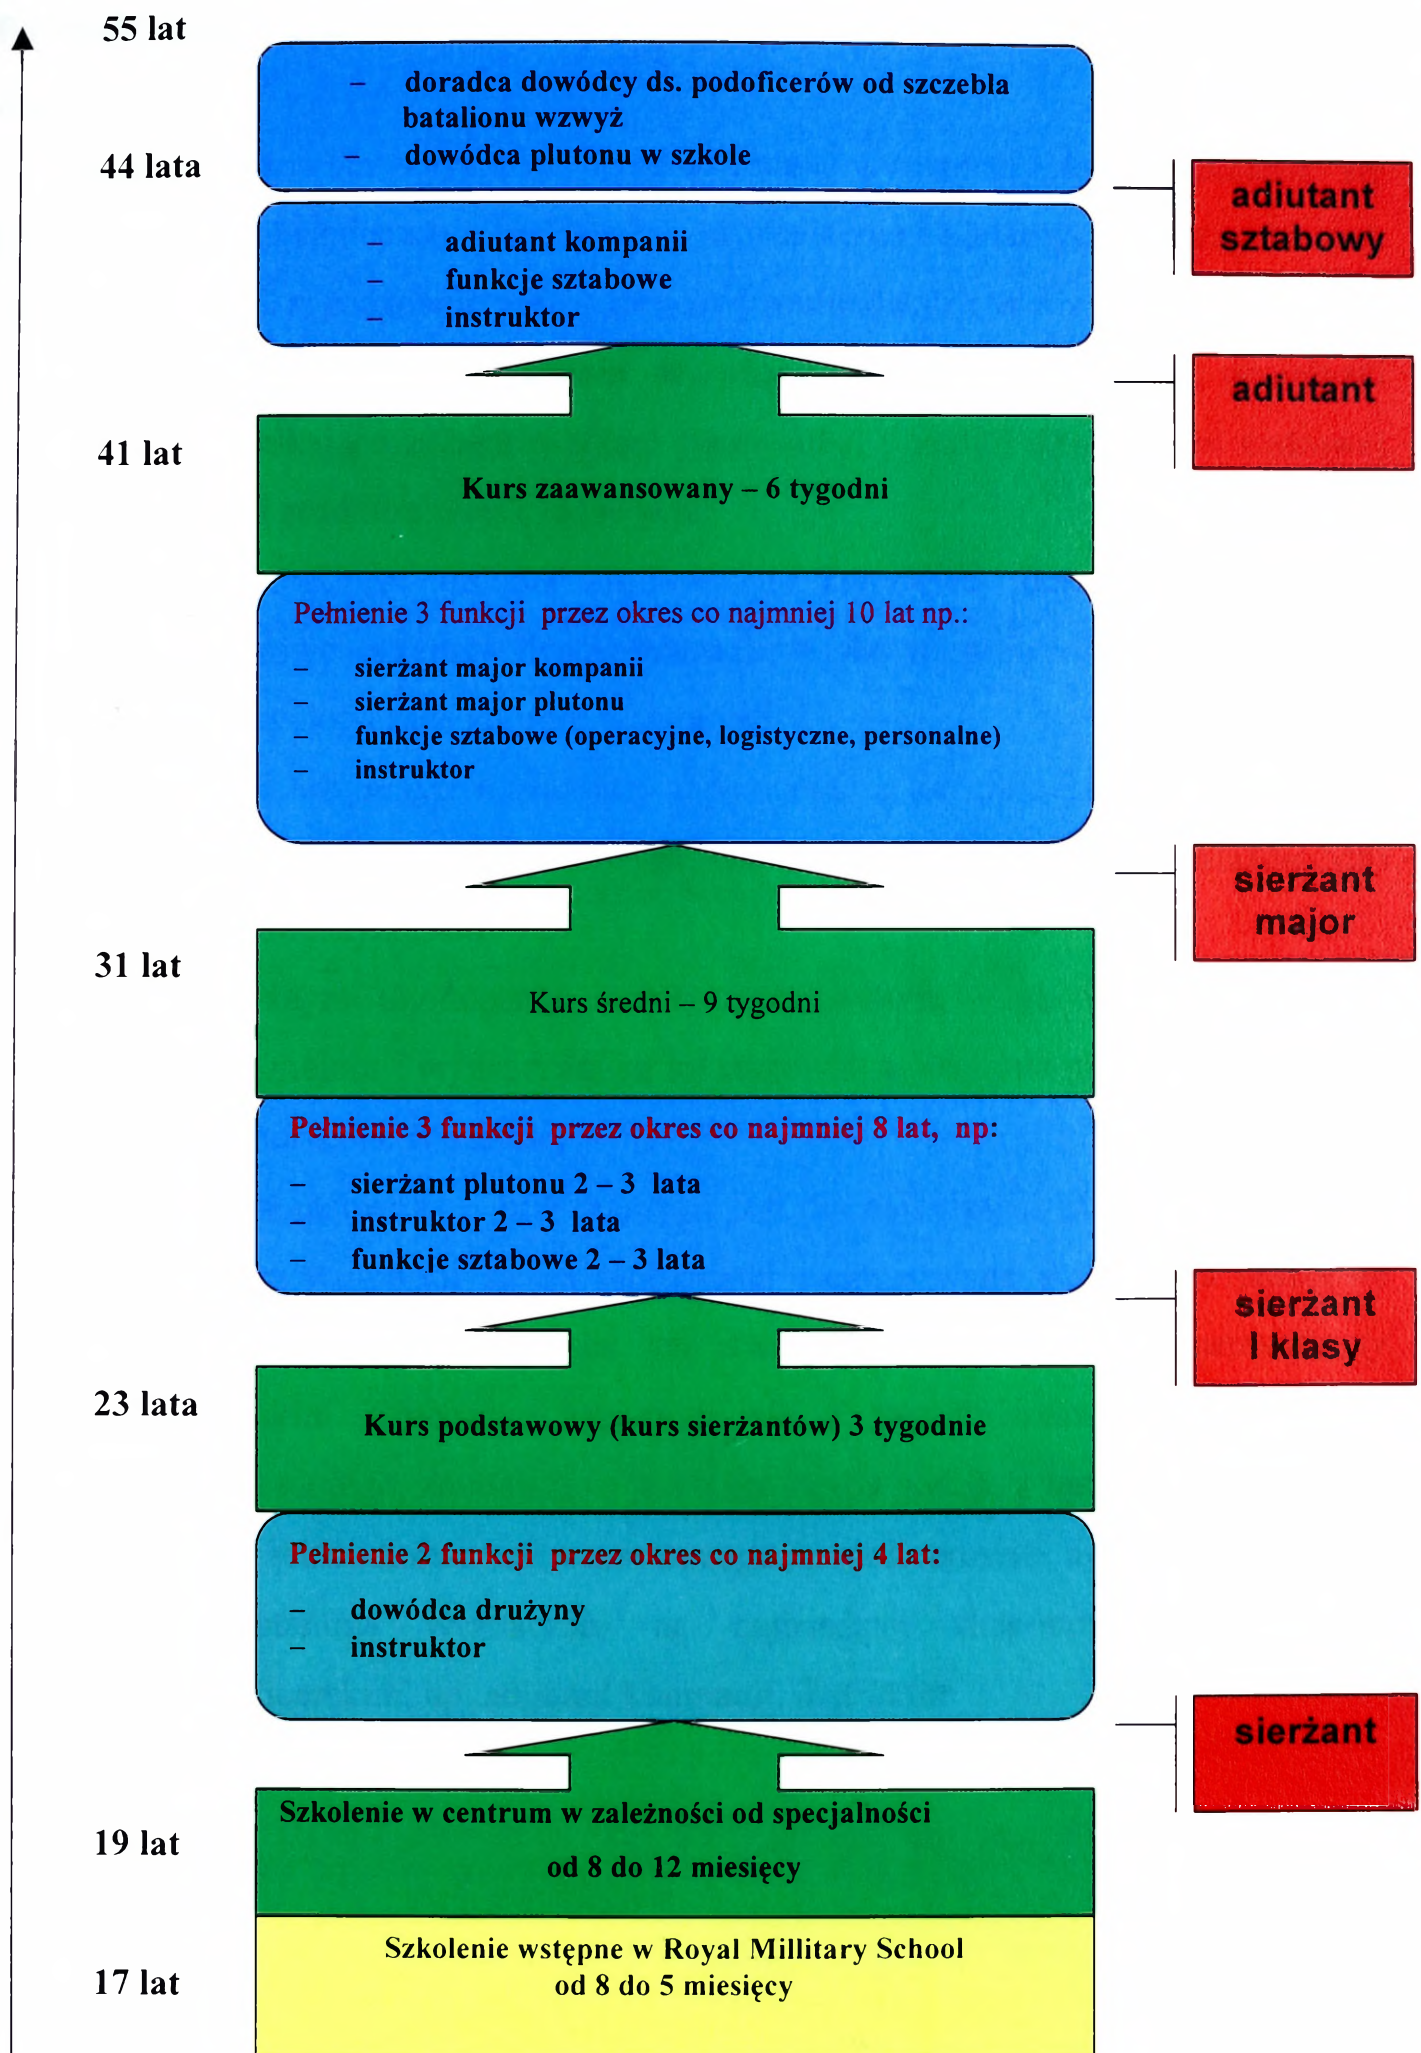 55 lat
– doradca dowódcy ds. podoficerów od szczebla
batalionu wzwyż
– dowódca plutonu w szkole
44 lata
adiutant
sztabowy
– adiutant kompanii
– funkcje sztabowe
– instruktor
adiutant
41 lat
Kurs zaawansowany – 6 tygodni
Pełnienie 3 funkcji przez okres co najmniej 10 lat np.:
– sierżant major kompanii
– sierżant major plutonu
– funkcje sztabowe (operacyjne, logistyczne, personalne)
– instruktor
sierżant
major
31 lat
Kurs średni – 9 tygodni
Pełnienie 3 funkcji przez okres co najmniej 8 lat, np:
– sierżant plutonu 2 – 3 lata
– instruktor 2 – 3 lata
– funkcje sztabowe 2 – 3 lata
sierżant
I klasy
23 lata
Kurs podstawowy (kurs sierżantów) 3 tygodnie
Pełnienie 2 funkcji przez okres co najmniej 4 lat:
– dowódca drużyny
– instruktor
sierżant
19 lat
Szkolenie w centrum w zależności od specjalności
od 8 do 12 miesięcy
Szkolenie wstępne w Royal Millitary School
od 8 do 5 miesięcy
17 lat